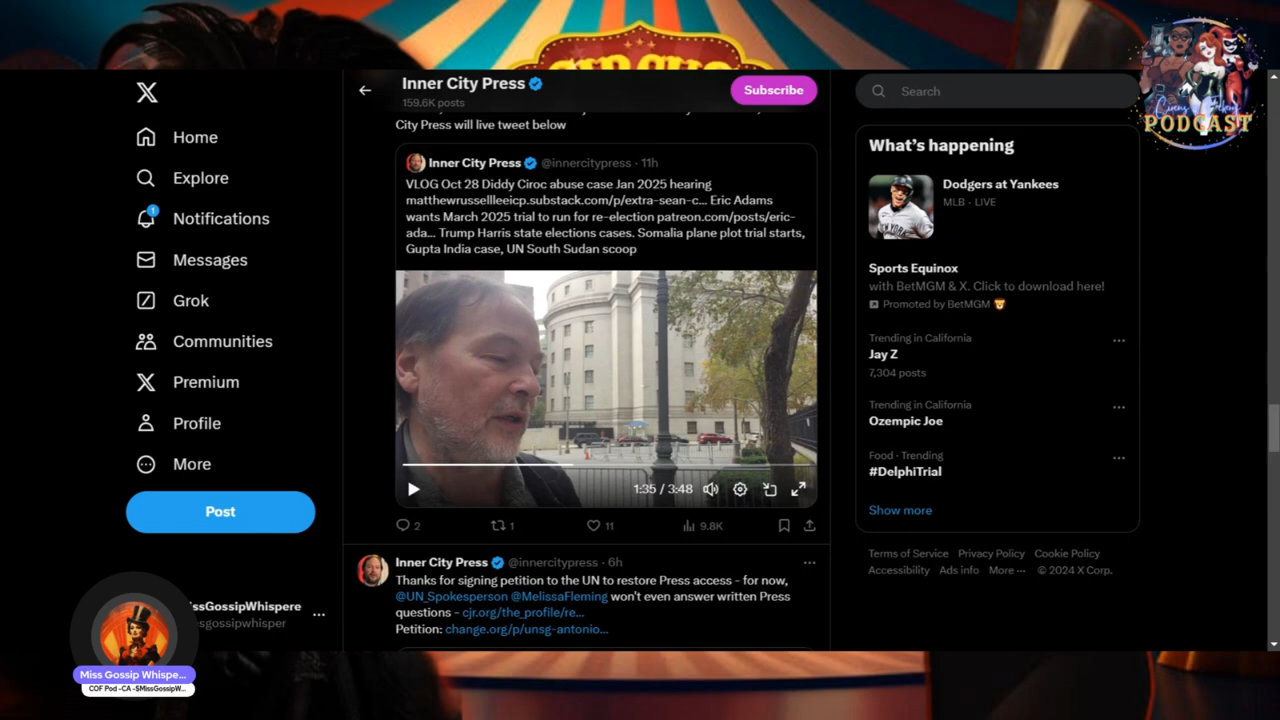 Inner City Press
159.6K posts
Subscribe
Search
Home
Explore
1
Notifications
Messages
Grok
Communities
Premium
Profile
More
Post
City Press will live tweet below
Inner City Press @innercitypress · 11h
VLOG Oct 28 Diddy Ciroc abuse case Jan 2025 hearing
matthewrussellleeicp.substack.com/p/extra-sean-c... Eric Adams
wants March 2025 trial to run for re-election patreon.com/posts/eric-
ada... Trump Harris state elections cases. Somalia plane plot trial starts,
Gupta India case, UN South Sudan scoop
1:35 / 3:48
2
1
11
9.8K
Inner City Press @innercitypress · 6h
Thanks for signing petition to the UN to restore Press access - for now,
@UN_Spokesperson @MelissaFleming won't even answer written Press
questions - cjr.org/the_profile/re...
Petition: change.org/p/unsg-antonio...
What's happening
Dodgers at Yankees
MLB · LIVE
Sports Equinox
with BetMGM & X. Click to download here!
Promoted by BetMGM
Trending in California
Jay Z
7,304 posts
Trending in California
Ozempic Joe
Food · Trending
#DelphiTrial
Show more
Terms of Service Privacy Policy Cookie Policy
Accessibility Ads info More ··· © 2024 X Corp.
PODCAST
ssGossipWhispere
sgossipwhisper
Miss Gossip Whispe...
COF Pod -CA -$MissGossipW...